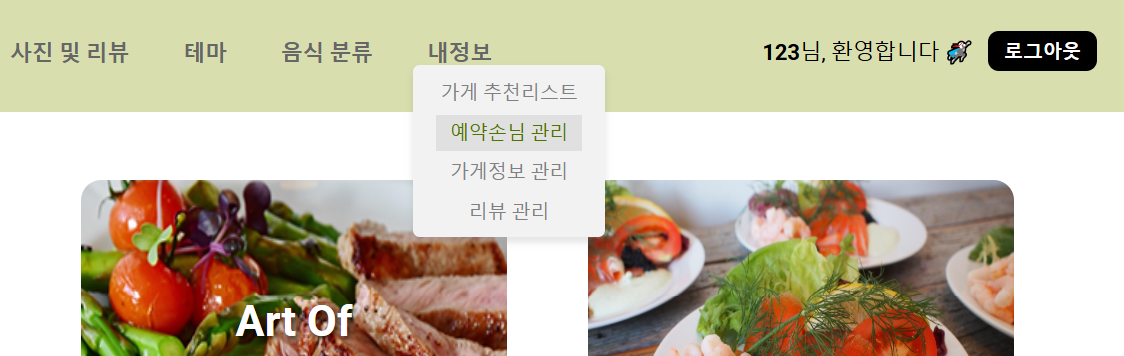 사진 및 리뷰 테마 음식 분류 내정보 123님, 환영합니다 로그아웃
가게 추천리스트
예약손님 관리
가게정보 관리
리뷰 관리
Art Of